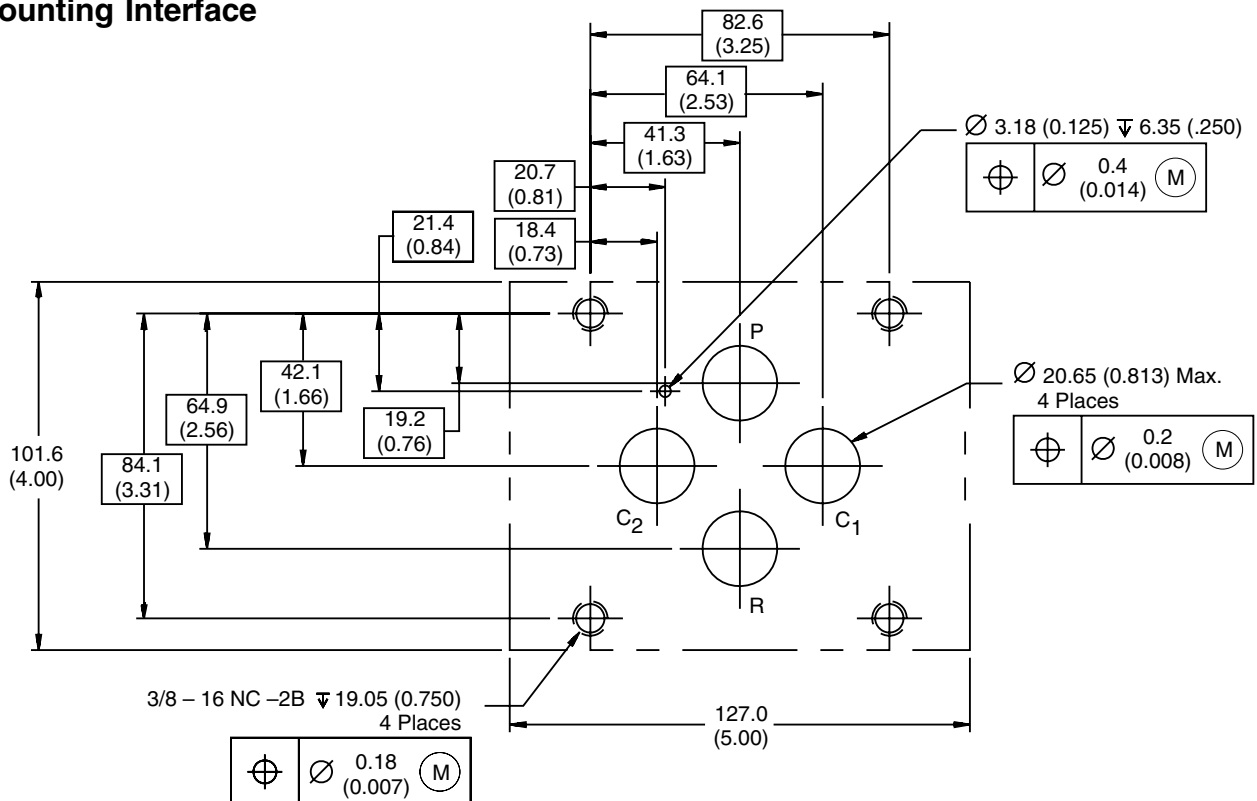 ounting Interface
82.6
(3.25)
64.1
(2.53)
41.3
(1.63)
20.7
(0.81)
18.4
(0.73)
21.4
(0.84)
Ø 3.18 (0.125) ↧ 6.35 (.250)
⌖ Ø 0.4 Ⓜ
(0.014)
P
42.1
(1.66)
64.9
(2.56)
19.2
(0.76)
Ø 20.65 (0.813) Max.
4 Places
⌖ Ø 0.2 Ⓜ
(0.008)
101.6
(4.00)
84.1
(3.31)
C2
C1
R
3/8 – 16 NC –2B ↧ 19.05 (0.750)
4 Places
⌖ Ø 0.18 Ⓜ
(0.007)
127.0
(5.00)